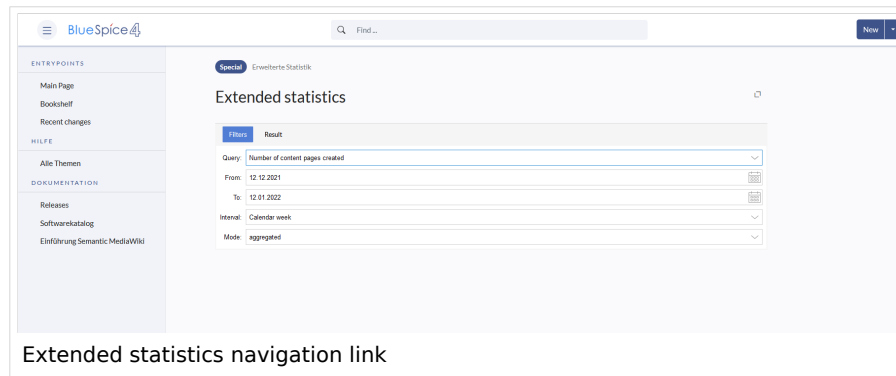 BlueSpice 4
Find ...
New
ENTRYPOINTS
Main Page
Bookshelf
Recent changes
HILFE
Alle Themen
DOKUMENTATION
Releases
Softwarekatalog
Einführung Semantic MediaWiki
Special Erweiterte Statistik
Extended statistics
Filters Result
Query: Number of content pages created
From: 12.12.2021
To: 12.01.2022
Interval: Calendar week
Mode: aggregated
Extended statistics navigation link